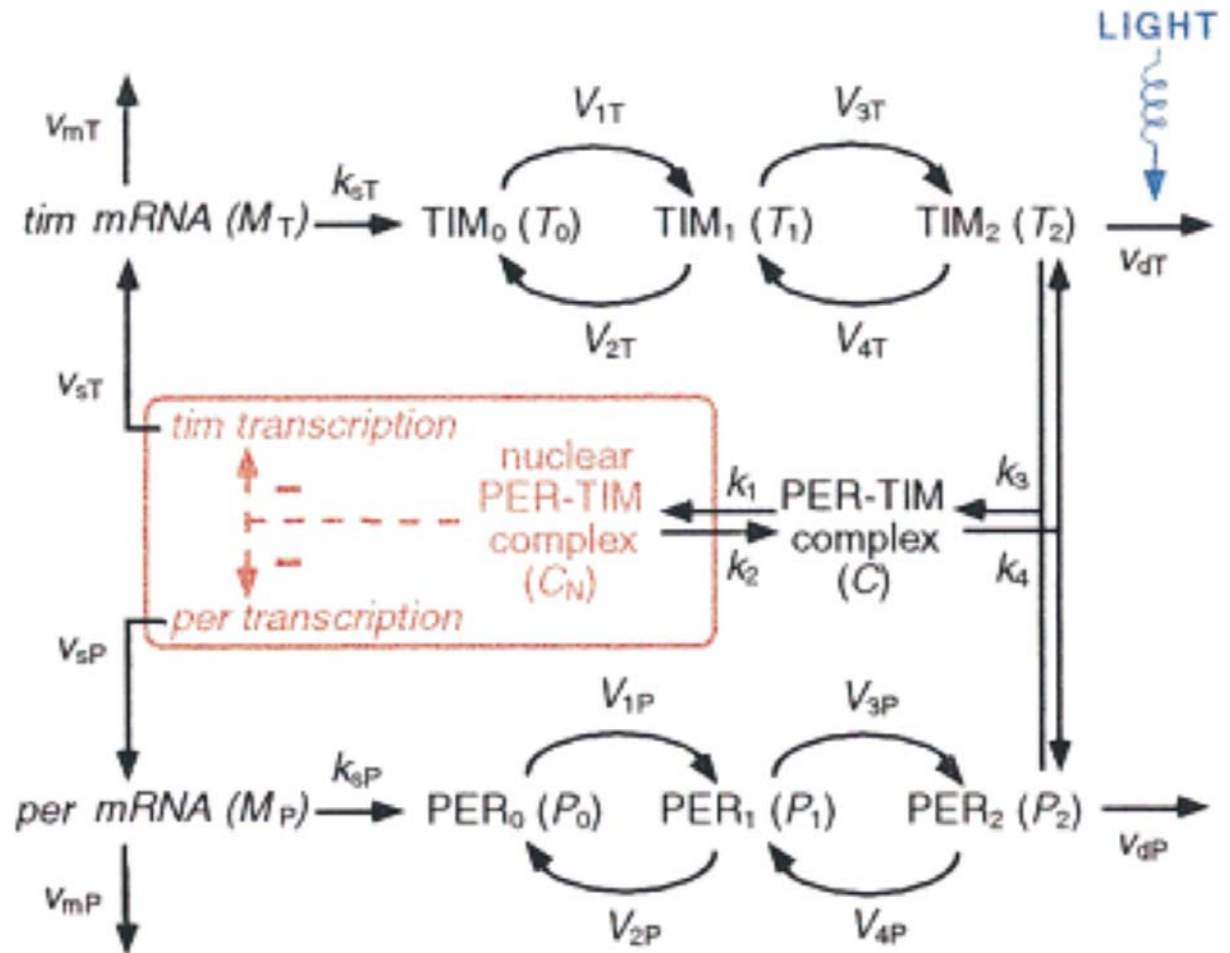 LIGHT
V1T
V3T
vmT
ksT
tim mRNA (MT)
TIM0 (T0)
TIM1 (T1)
TIM2 (T2)
vdT
V2T
V4T
vsT
tim transcription
nuclear
PER-TIM
complex
(CN)
k1
k2
PER-TIM
complex
(C)
k3
k4
per transcription
vsP
V1P
V3P
ksP
per mRNA (MP)
PER0 (P0)
PER1 (P1)
PER2 (P2)
vdP
vmP
V2P
V4P